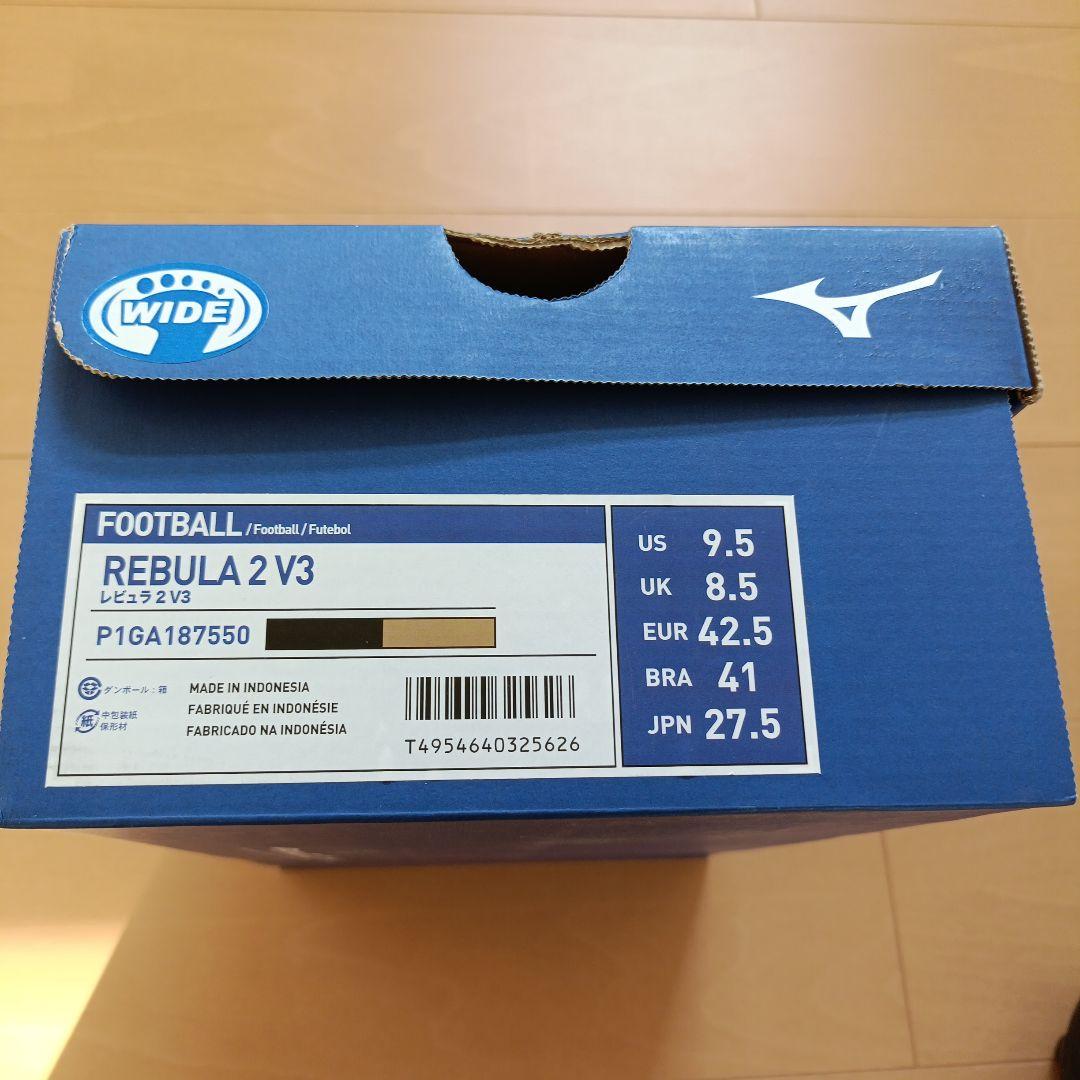 WIDE
FOOTBALL / Football / Futebol
REBULA 2 V3
レビュラ 2 V3
P1GA187550
ダンボール : 箱
紙 中包装紙
保形材
MADE IN INDONESIA
FABRIQUÉ EN INDONÉSIE
FABRICADO NA INDONÉSIA
T4954640325626
US 9.5
UK 8.5
EUR 42.5
BRA 41
JPN 27.5